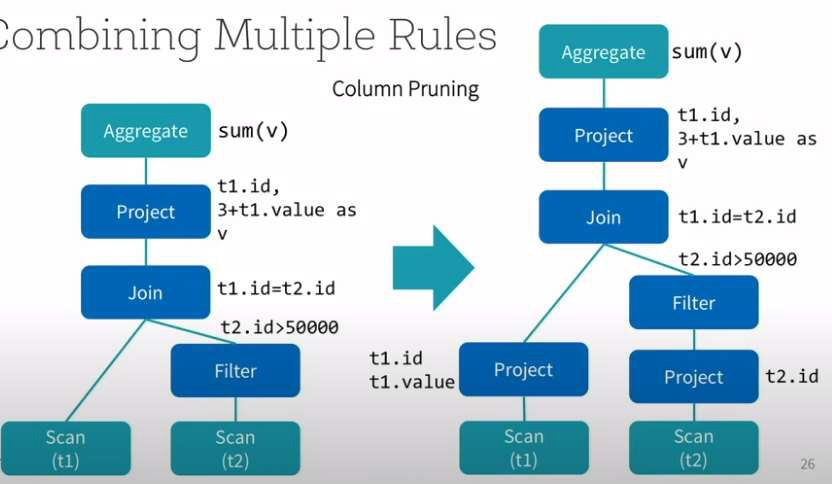 Combining Multiple Rules
Column Pruning
Aggregate sum(v)
Project
t1.id,
3+t1.value as
v
Join t1.id=t2.id
t2.id>50000
Filter
Scan
(t1)
Scan
(t2)
Aggregate sum(v)
Project
t1.id,
3+t1.value as
v
Join t1.id=t2.id
t2.id>50000
Filter
t1.id
t1.value
Project
Project t2.id
Scan
(t1)
Scan
(t2)
26